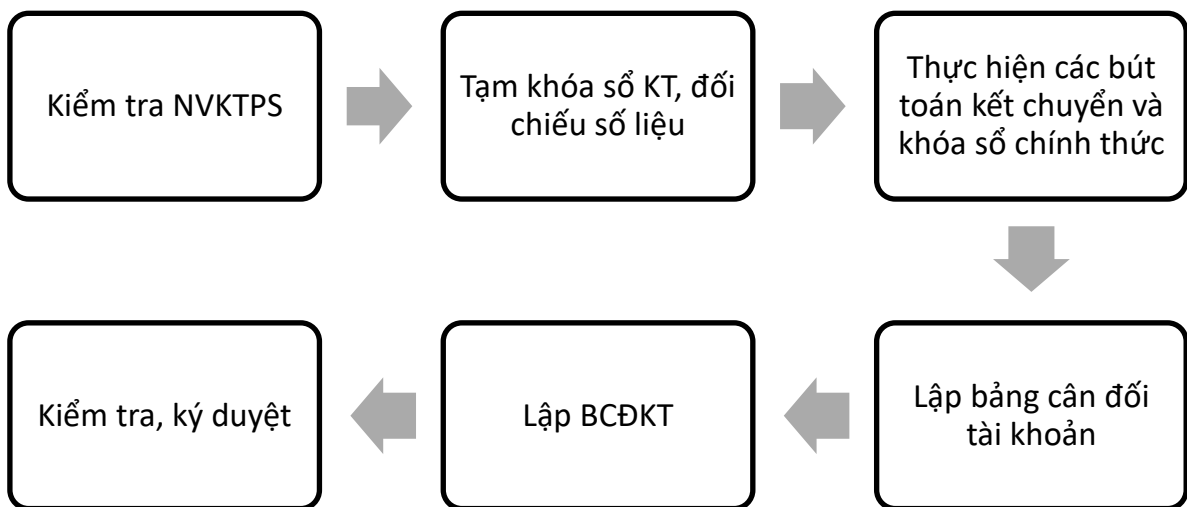 Kiểm tra NVKTPS
Tạm khóa sổ KT, đối
chiếu số liệu
Thực hiện các bút
toán kết chuyển và
khóa sổ chính thức
Lập bảng cân đối
tài khoản
Lập BCĐKT
Kiểm tra, ký duyệt